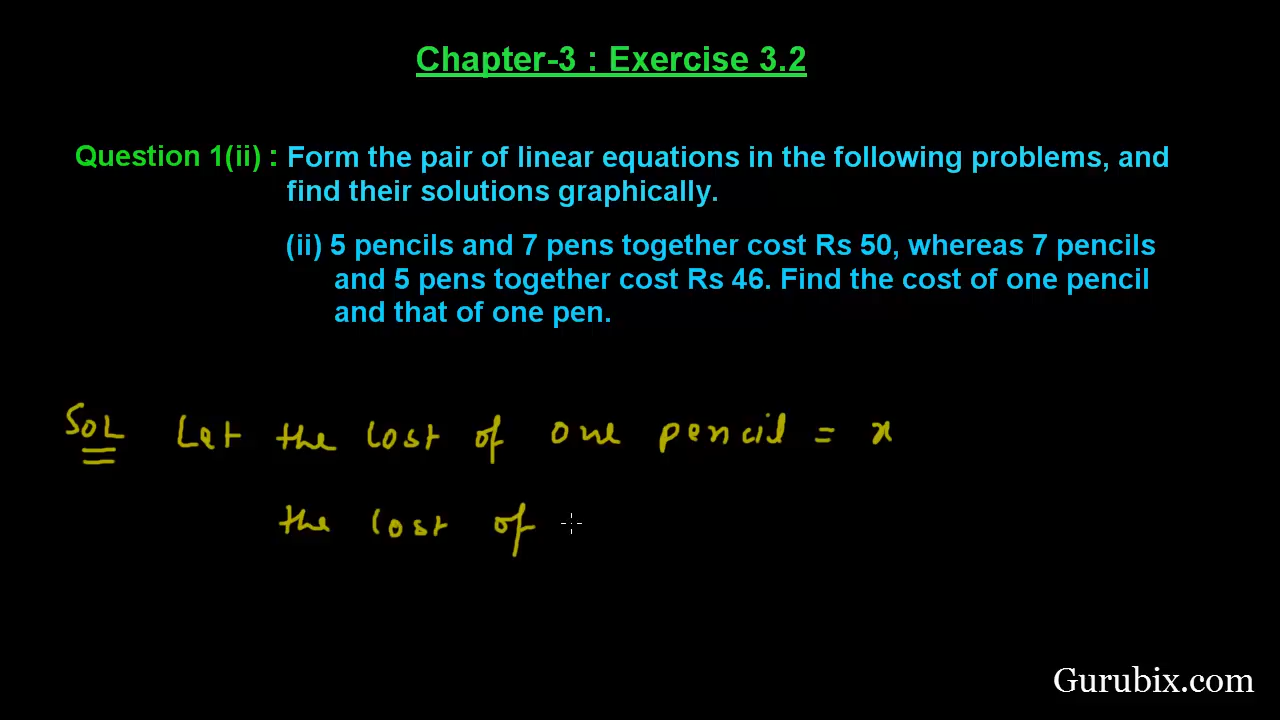 Chapter-3 : Exercise 3.2
Question 1(ii) : Form the pair of linear equations in the following problems, and
find their solutions graphically.
(ii) 5 pencils and 7 pens together cost Rs 50, whereas 7 pencils
and 5 pens together cost Rs 46. Find the cost of one pencil
and that of one pen.
Sol Let the cost of one pencil = x
the cost of
Gurubix.com